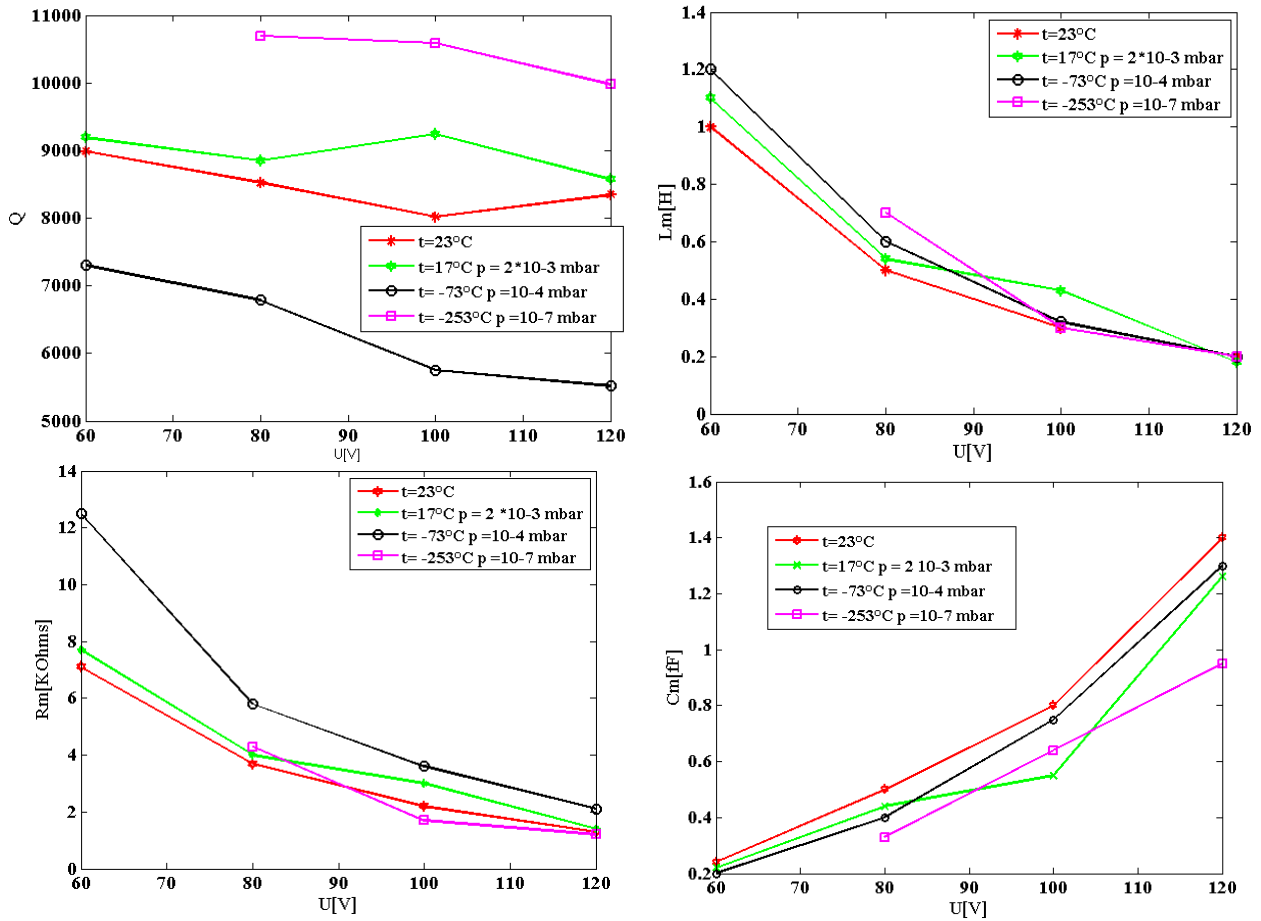 11000
10000
9000
8000
7000
6000
5000
Q
60 70 80 90 100 110 120
U[V]
t=23°C
t=17°C p = 2*10-3 mbar
t= -73°C p =10-4 mbar
t= -253°C p =10-7 mbar
1.4
1.2
1
0.8
0.6
0.4
0.2
0
Lm[H]
60 70 80 90 100 110 120
U[V]
t=23°C
t=17°C p = 2*10-3 mbar
t= -73°C p =10-4 mbar
t= -253°C p =10-7 mbar
14
12
10
8
6
4
2
0
Rm[KOhms]
60 70 80 90 100 110 120
U[V]
t=23°C
t=17°C p = 2 *10-3 mbar
t= -73°C p =10-4 mbar
t= -253°C p =10-7 mbar
1.6
1.4
1.2
1
0.8
0.6
0.4
0.2
Cm[fF]
60 70 80 90 100 110 120
U[V]
t=23°C
t=17°C p = 2 10-3 mbar
t= -73°C p =10-4 mbar
t= -253°C p =10-7 mbar